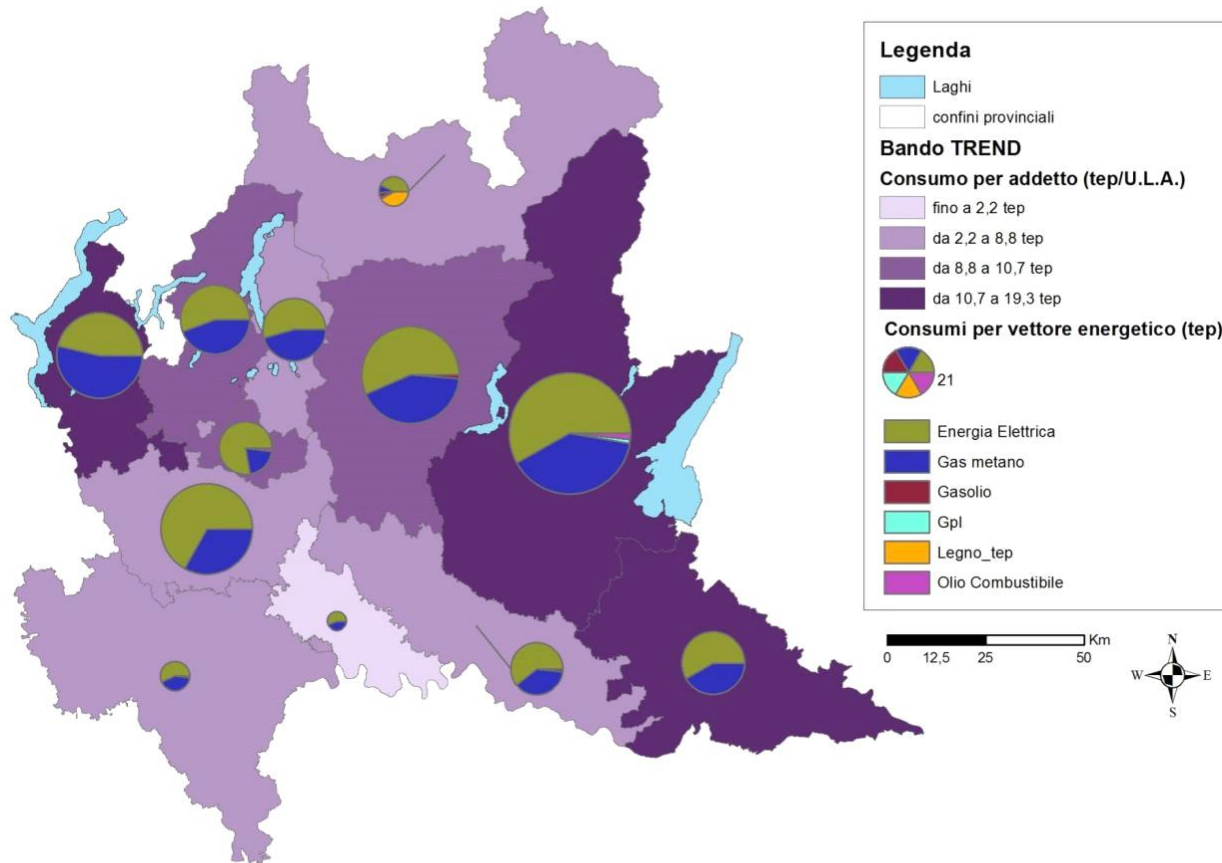 Legenda
Laghi
confini provinciali
Bando TREND
Consumo per addetto (tep/U.L.A.)
fino a 2,2 tep
da 2,2 a 8,8 tep
da 8,8 a 10,7 tep
da 10,7 a 19,3 tep
Consumi per vettore energetico (tep)
21
Energia Elettrica
Gas metano
Gasolio
Gpl
Legno_tep
Olio Combustibile
Km
0 12,5 25 50
N
W E
S